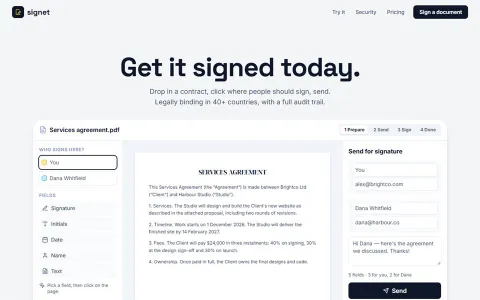 signet
Try it
Security
Pricing
Sign a document
Get it signed today.
Drop in a contract, click where people should sign, send.
Legally binding in 40+ countries, with a full audit trail.
Services agreement.pdf
1 Prepare
2 Send
3 Sign
4 Done
WHO SIGNS HERE?
You
Dana Whitfield
FIELDS
Signature
Initials
Date
Name
Text
Pick a field, then click on the
page.
SERVICES AGREEMENT
This Services Agreement (the "Agreement") is made between Brightco Ltd
("Client") and Harbour Studio ("Studio").
1. Services. The Studio will design and build the Client's new website as
described in the attached proposal, including two rounds of revisions.
2. Timeline. Work starts on 1 December 2026. The Studio will deliver the
finished site by 14 February 2027.
3. Fees. The Client will pay $24,000 in three instalments: 40% on signing, 30%
at the design sign-off and 30% on launch.
4. Ownership. Once paid in full, the Client owns the final designs and code.
Send for signature
You
alex@brightco.com
Dana Whitfield
dana@harbour.co
Hi Dana — here's the agreement
we discussed. Thanks!
5 fields · 3 for you, 2 for Dana
Send